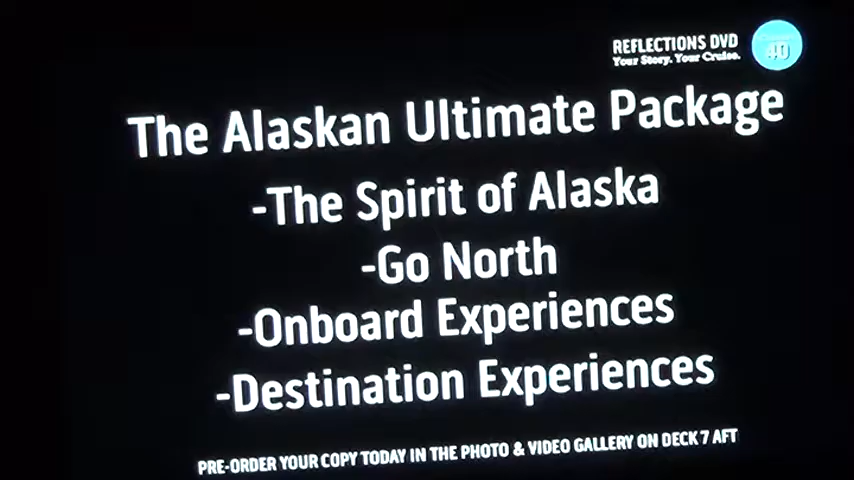 REFLECTIONS DVD
Your Story. Your Cruise.
40
The Alaskan Ultimate Package
-The Spirit of Alaska
-Go North
-Onboard Experiences
-Destination Experiences
PRE-ORDER YOUR COPY TODAY IN THE PHOTO & VIDEO GALLERY ON DECK 7 AFT